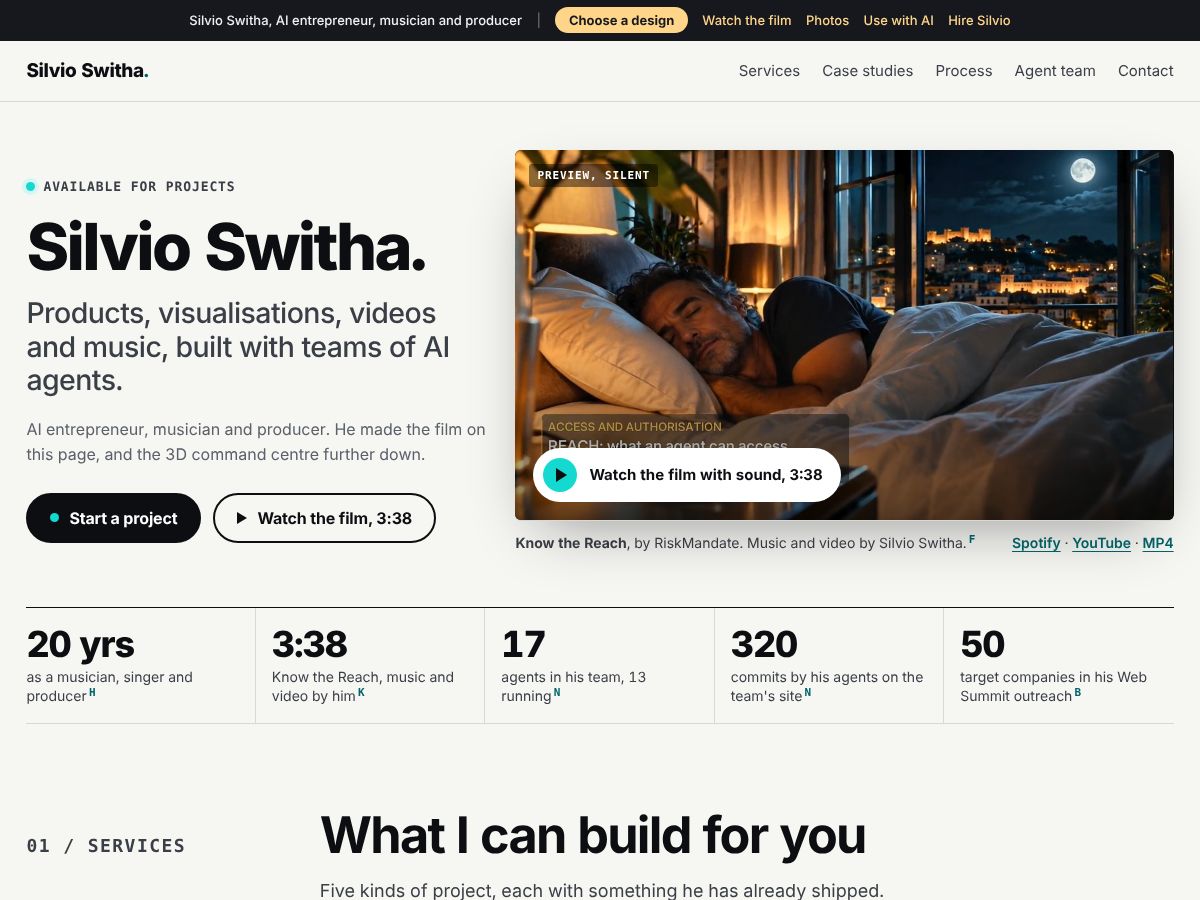 Silvio Switha, AI entrepreneur, musician and producer | Choose a design Watch the film Photos Use with AI Hire Silvio
Silvio Switha.
Services Case studies Process Agent team Contact
AVAILABLE FOR PROJECTS
Silvio Switha.
Products, visualisations, videos
and music, built with teams of AI
agents.
AI entrepreneur, musician and producer. He made the film on
this page, and the 3D command centre further down.
Start a project
Watch the film, 3:38
PREVIEW, SILENT
ACCESS AND AUTHORISATION
REACH: what an agent can access
Watch the film with sound, 3:38
Know the Reach, by RiskMandate. Music and video by Silvio Switha. F
Spotify · YouTube · MP4
20 yrs
as a musician, singer and
producer H
3:38
Know the Reach, music and
video by him K
17
agents in his team, 13
running N
320
commits by his agents on the
team's site N
50
target companies in his Web
Summit outreach B
01 / SERVICES
What I can build for you
Five kinds of project, each with something he has already shipped.